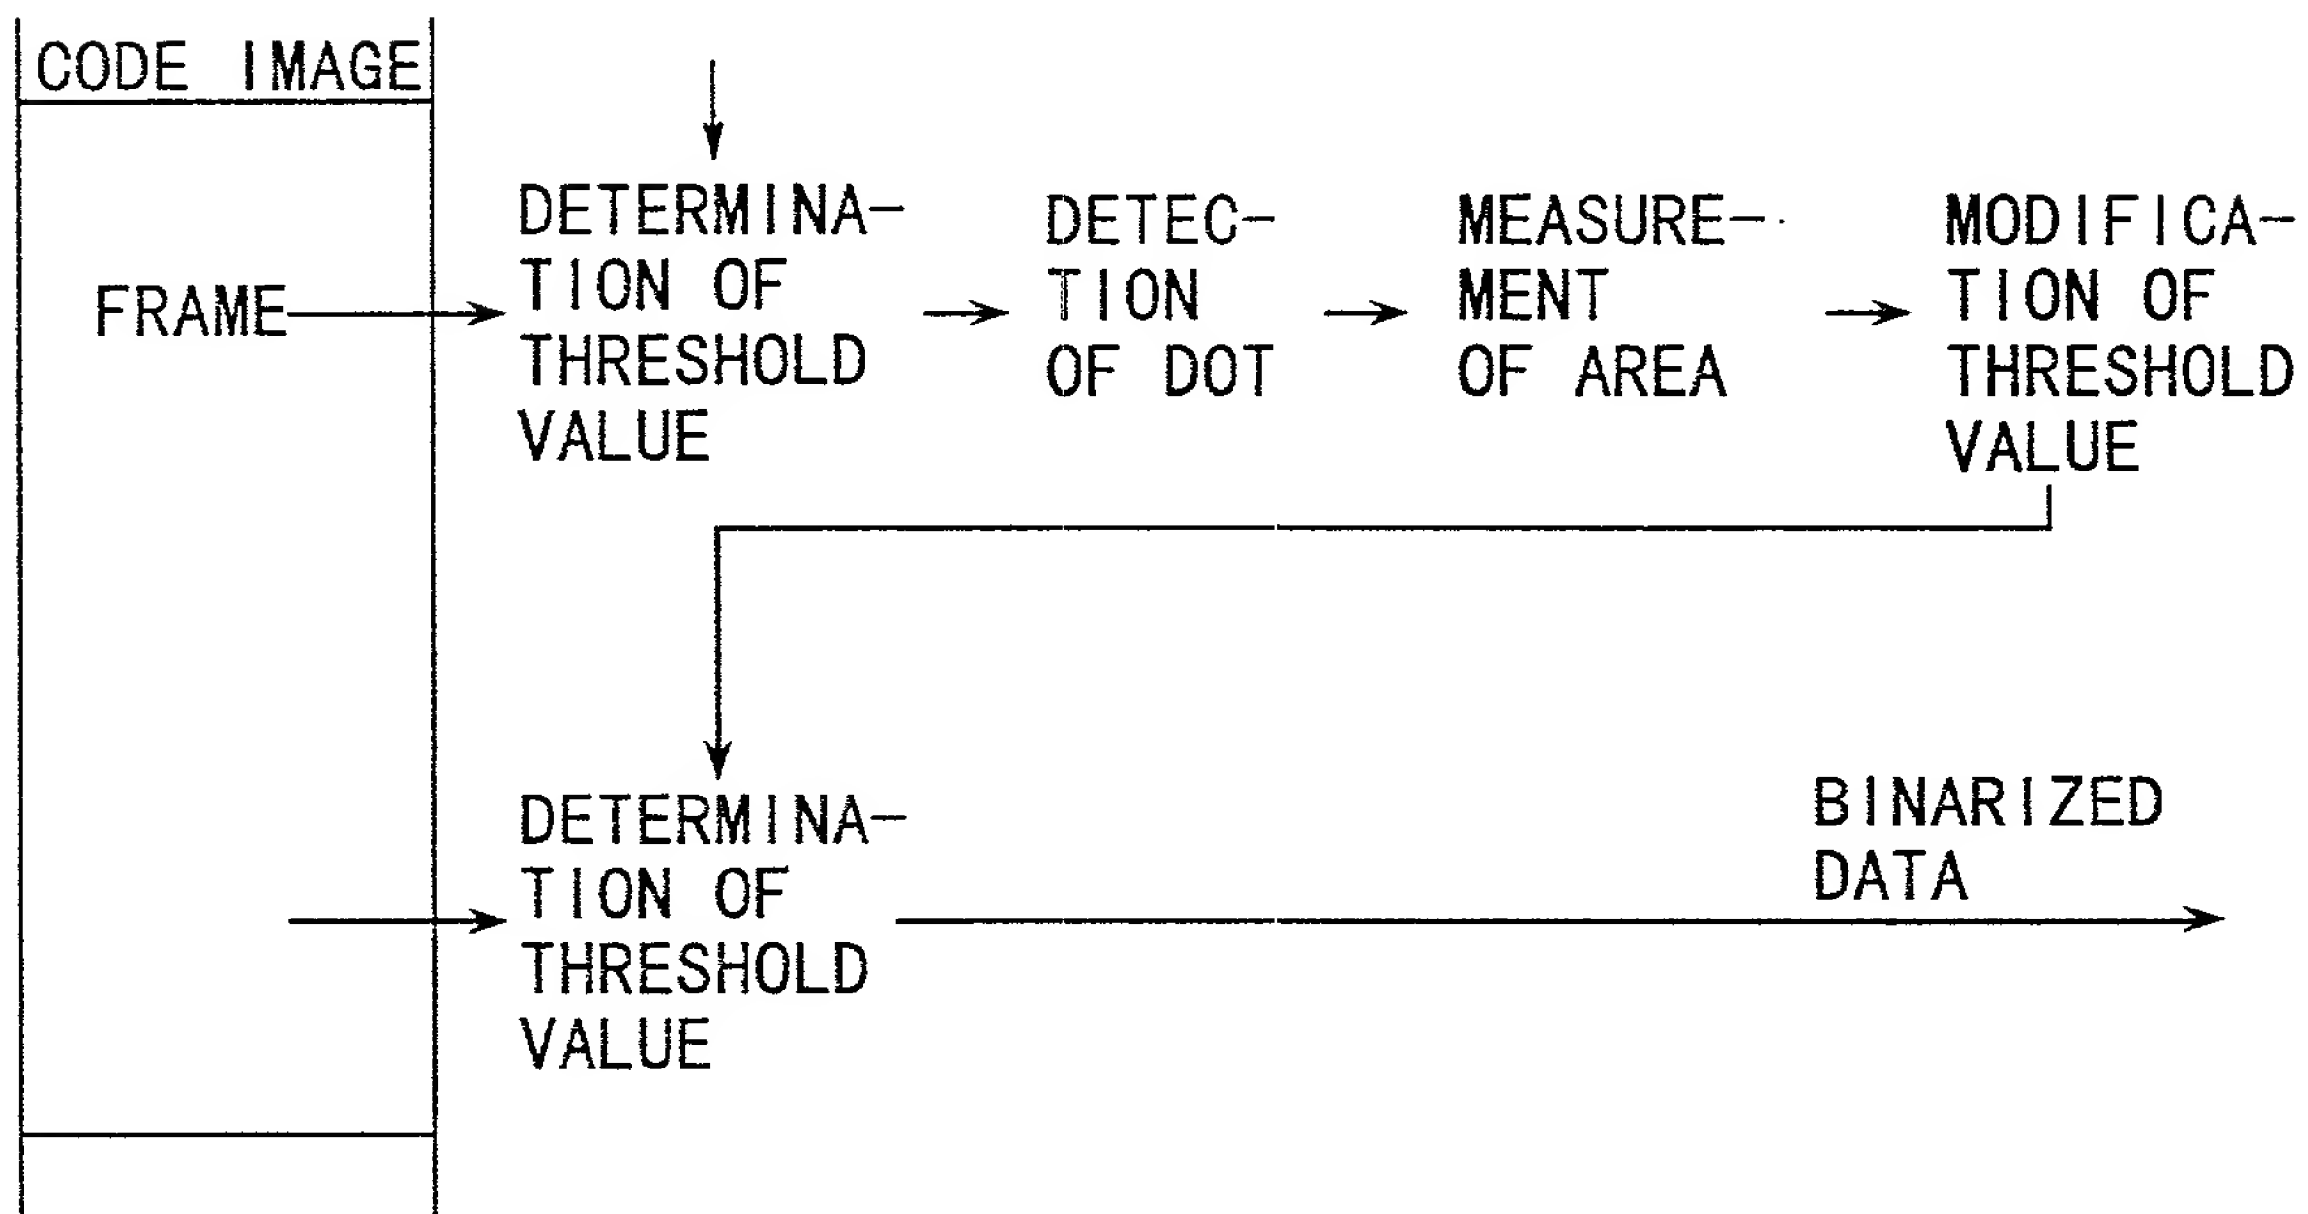 CODE IMAGE
FRAME
DETERMINA-
TION OF
THRESHOLD
VALUE
DETEC-
TION
OF DOT
MEASURE-
MENT
OF AREA
MODIFICA-
TION OF
THRESHOLD
VALUE
DETERMINA-
TION OF
THRESHOLD
VALUE
BINARIZED
DATA